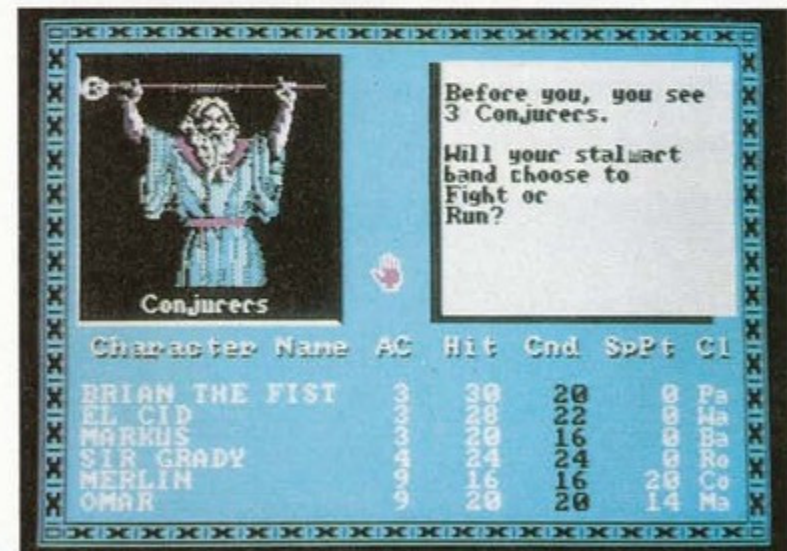 Before you, you see
3 Conjurers.
Will your stalwart
band choose to
Fight or
Run?
Conjurers
Character Name AC Hit Cnd SpPt Cl
BRIAN THE FIST 3 30 20 0 Pa
EL CID 3 28 22 0 Wa
MARKUS 3 20 16 0 Ba
SIR GRADY 4 24 24 0 Ro
MERLIN 9 16 16 20 Co
OMAR 9 20 20 14 Ma